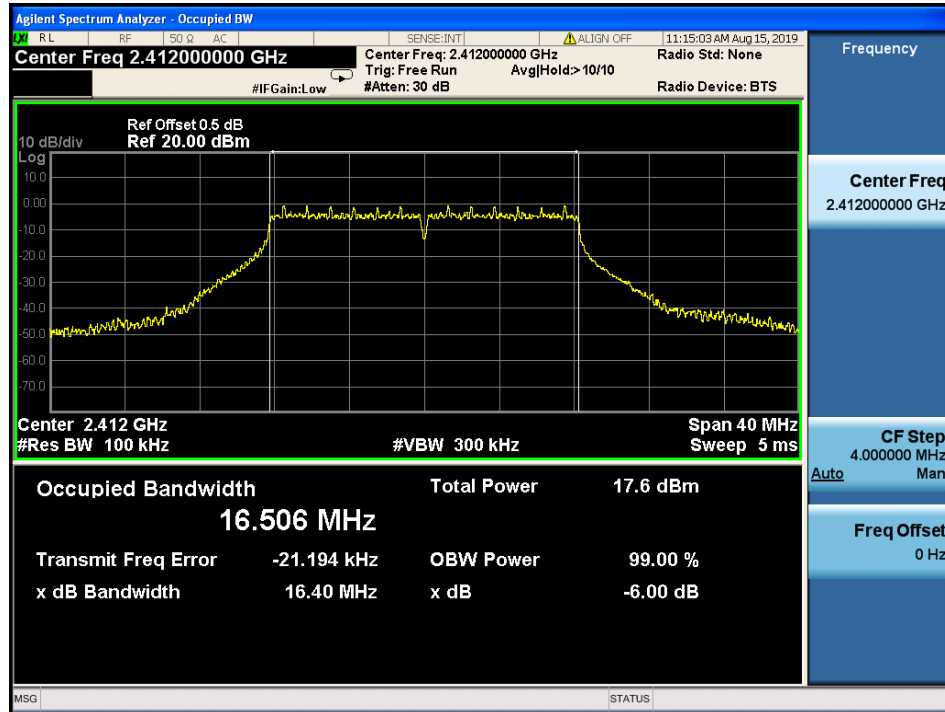 Agilent Spectrum Analyzer - Occupied BW
LXI RL RF 50 Ω AC SENSE:INT ALIGN OFF 11:15:03 AM Aug 15, 2019
Center Freq 2.412000000 GHz
Center Freq: 2.412000000 GHz Radio Std: None
Trig: Free Run Avg|Hold:> 10/10
#IFGain:Low #Atten: 30 dB Radio Device: BTS
Ref Offset 0.5 dB
10 dB/div Ref 20.00 dBm
Log
10.0
0.00
-10.0
-20.0
-30.0
-40.0
-50.0
-60.0
-70.0
Center 2.412 GHz Span 40 MHz
#Res BW 100 kHz #VBW 300 kHz Sweep 5 ms
Occupied Bandwidth Total Power 17.6 dBm
16.506 MHz
Transmit Freq Error -21.194 kHz OBW Power 99.00 %
x dB Bandwidth 16.40 MHz x dB -6.00 dB
MSG STATUS
Frequency
Center Freq
2.412000000 GHz
CF Step
4.000000 MHz
Auto Man
Freq Offset
0 Hz